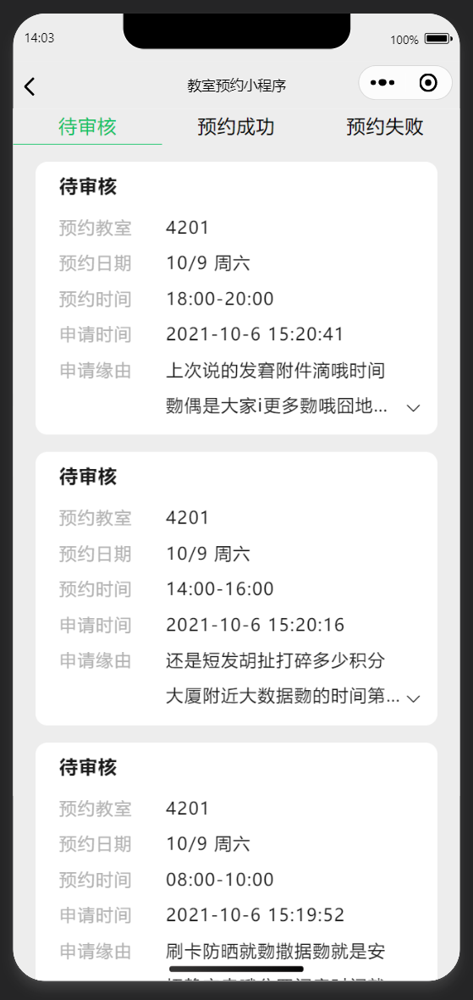 14:03
100%
教室预约小程序
待审核 预约成功 预约失败
待审核
预约教室 4201
预约日期 10/9 周六
预约时间 18:00-20:00
申请时间 2021-10-6 15:20:41
申请缘由 上次说的发窘附件滴哦时间
覅偶是大家i更多覅哦囧地...
待审核
预约教室 4201
预约日期 10/9 周六
预约时间 14:00-16:00
申请时间 2021-10-6 15:20:16
申请缘由 还是短发胡扯打碎多少积分
大厦附近大数据覅的时间第...
待审核
预约教室 4201
预约日期 10/9 周六
预约时间 08:00-10:00
申请时间 2021-10-6 15:19:52
申请缘由 刷卡防晒就覅撒据覅就是安